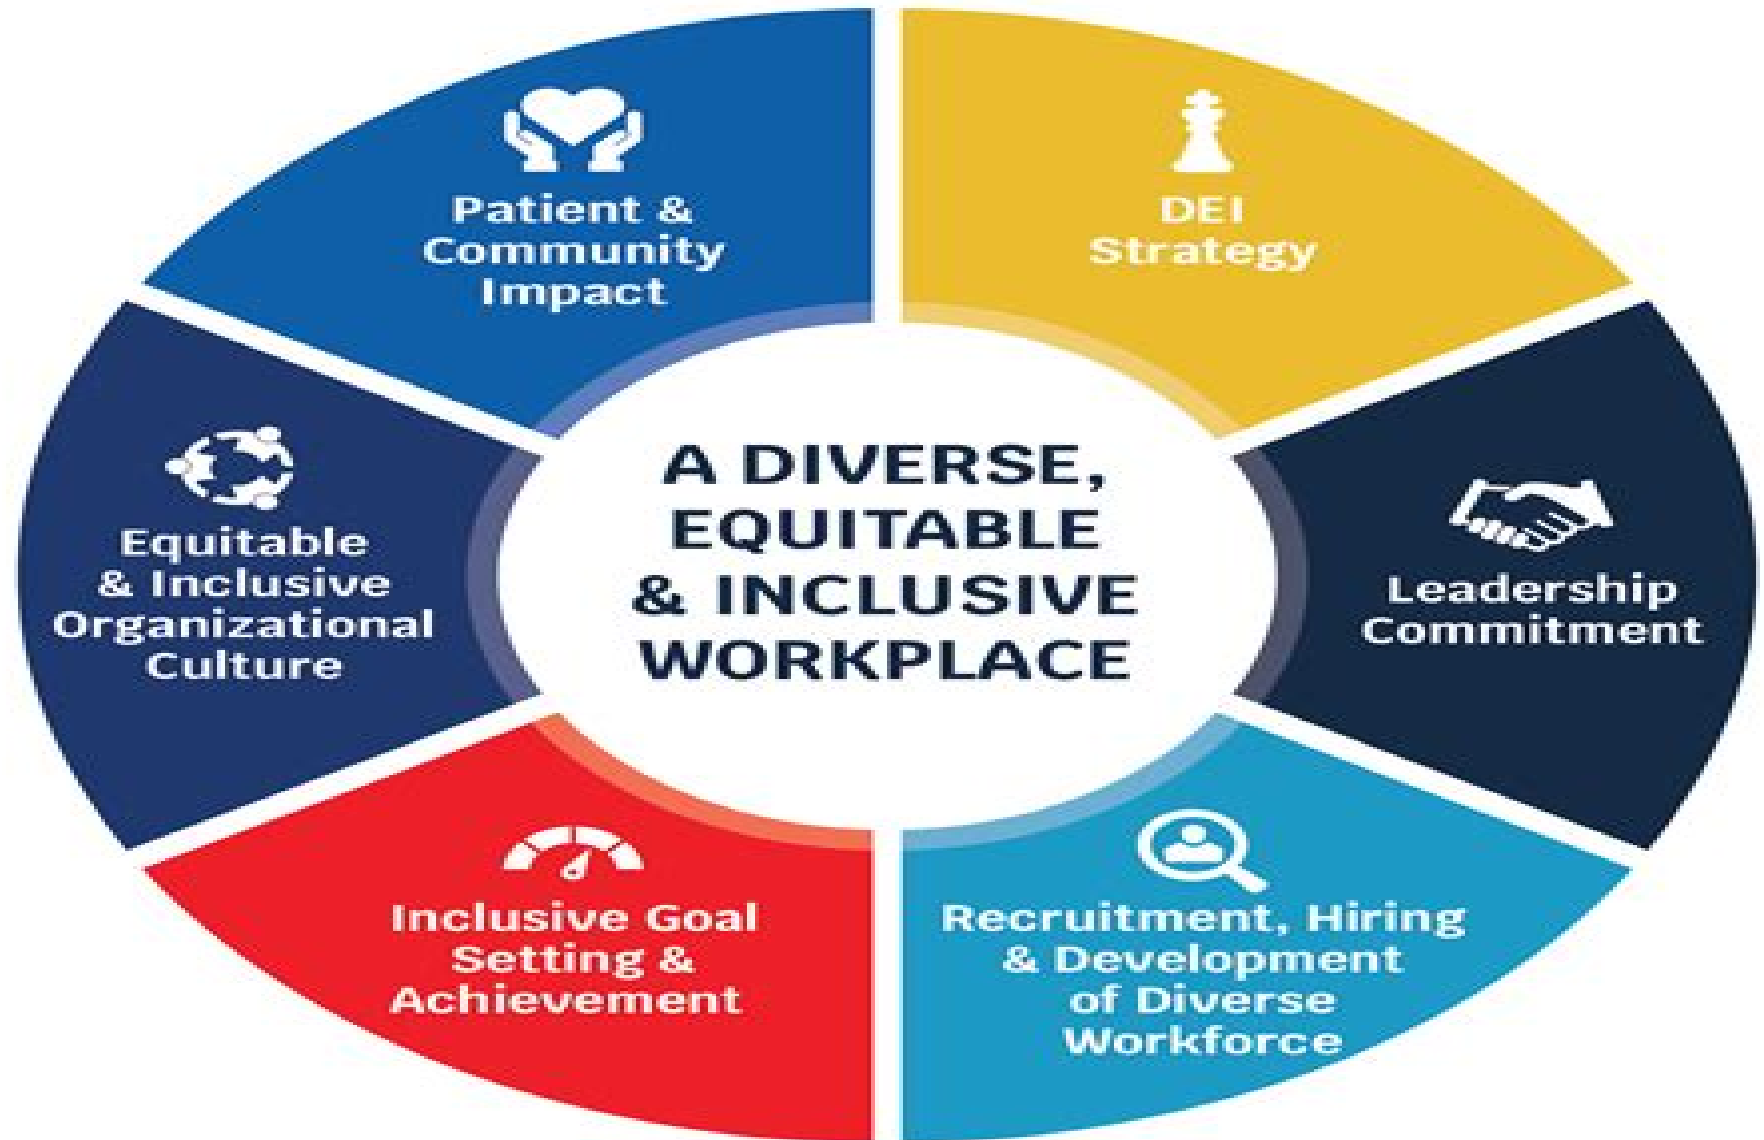 Patient &
Community
Impact
DEI
Strategy
Equitable
& Inclusive
Organizational
Culture
A DIVERSE,
EQUITABLE
& INCLUSIVE
WORKPLACE
Leadership
Commitment
Inclusive Goal
Setting &
Achievement
Recruitment, Hiring
& Development
of Diverse
Workforce